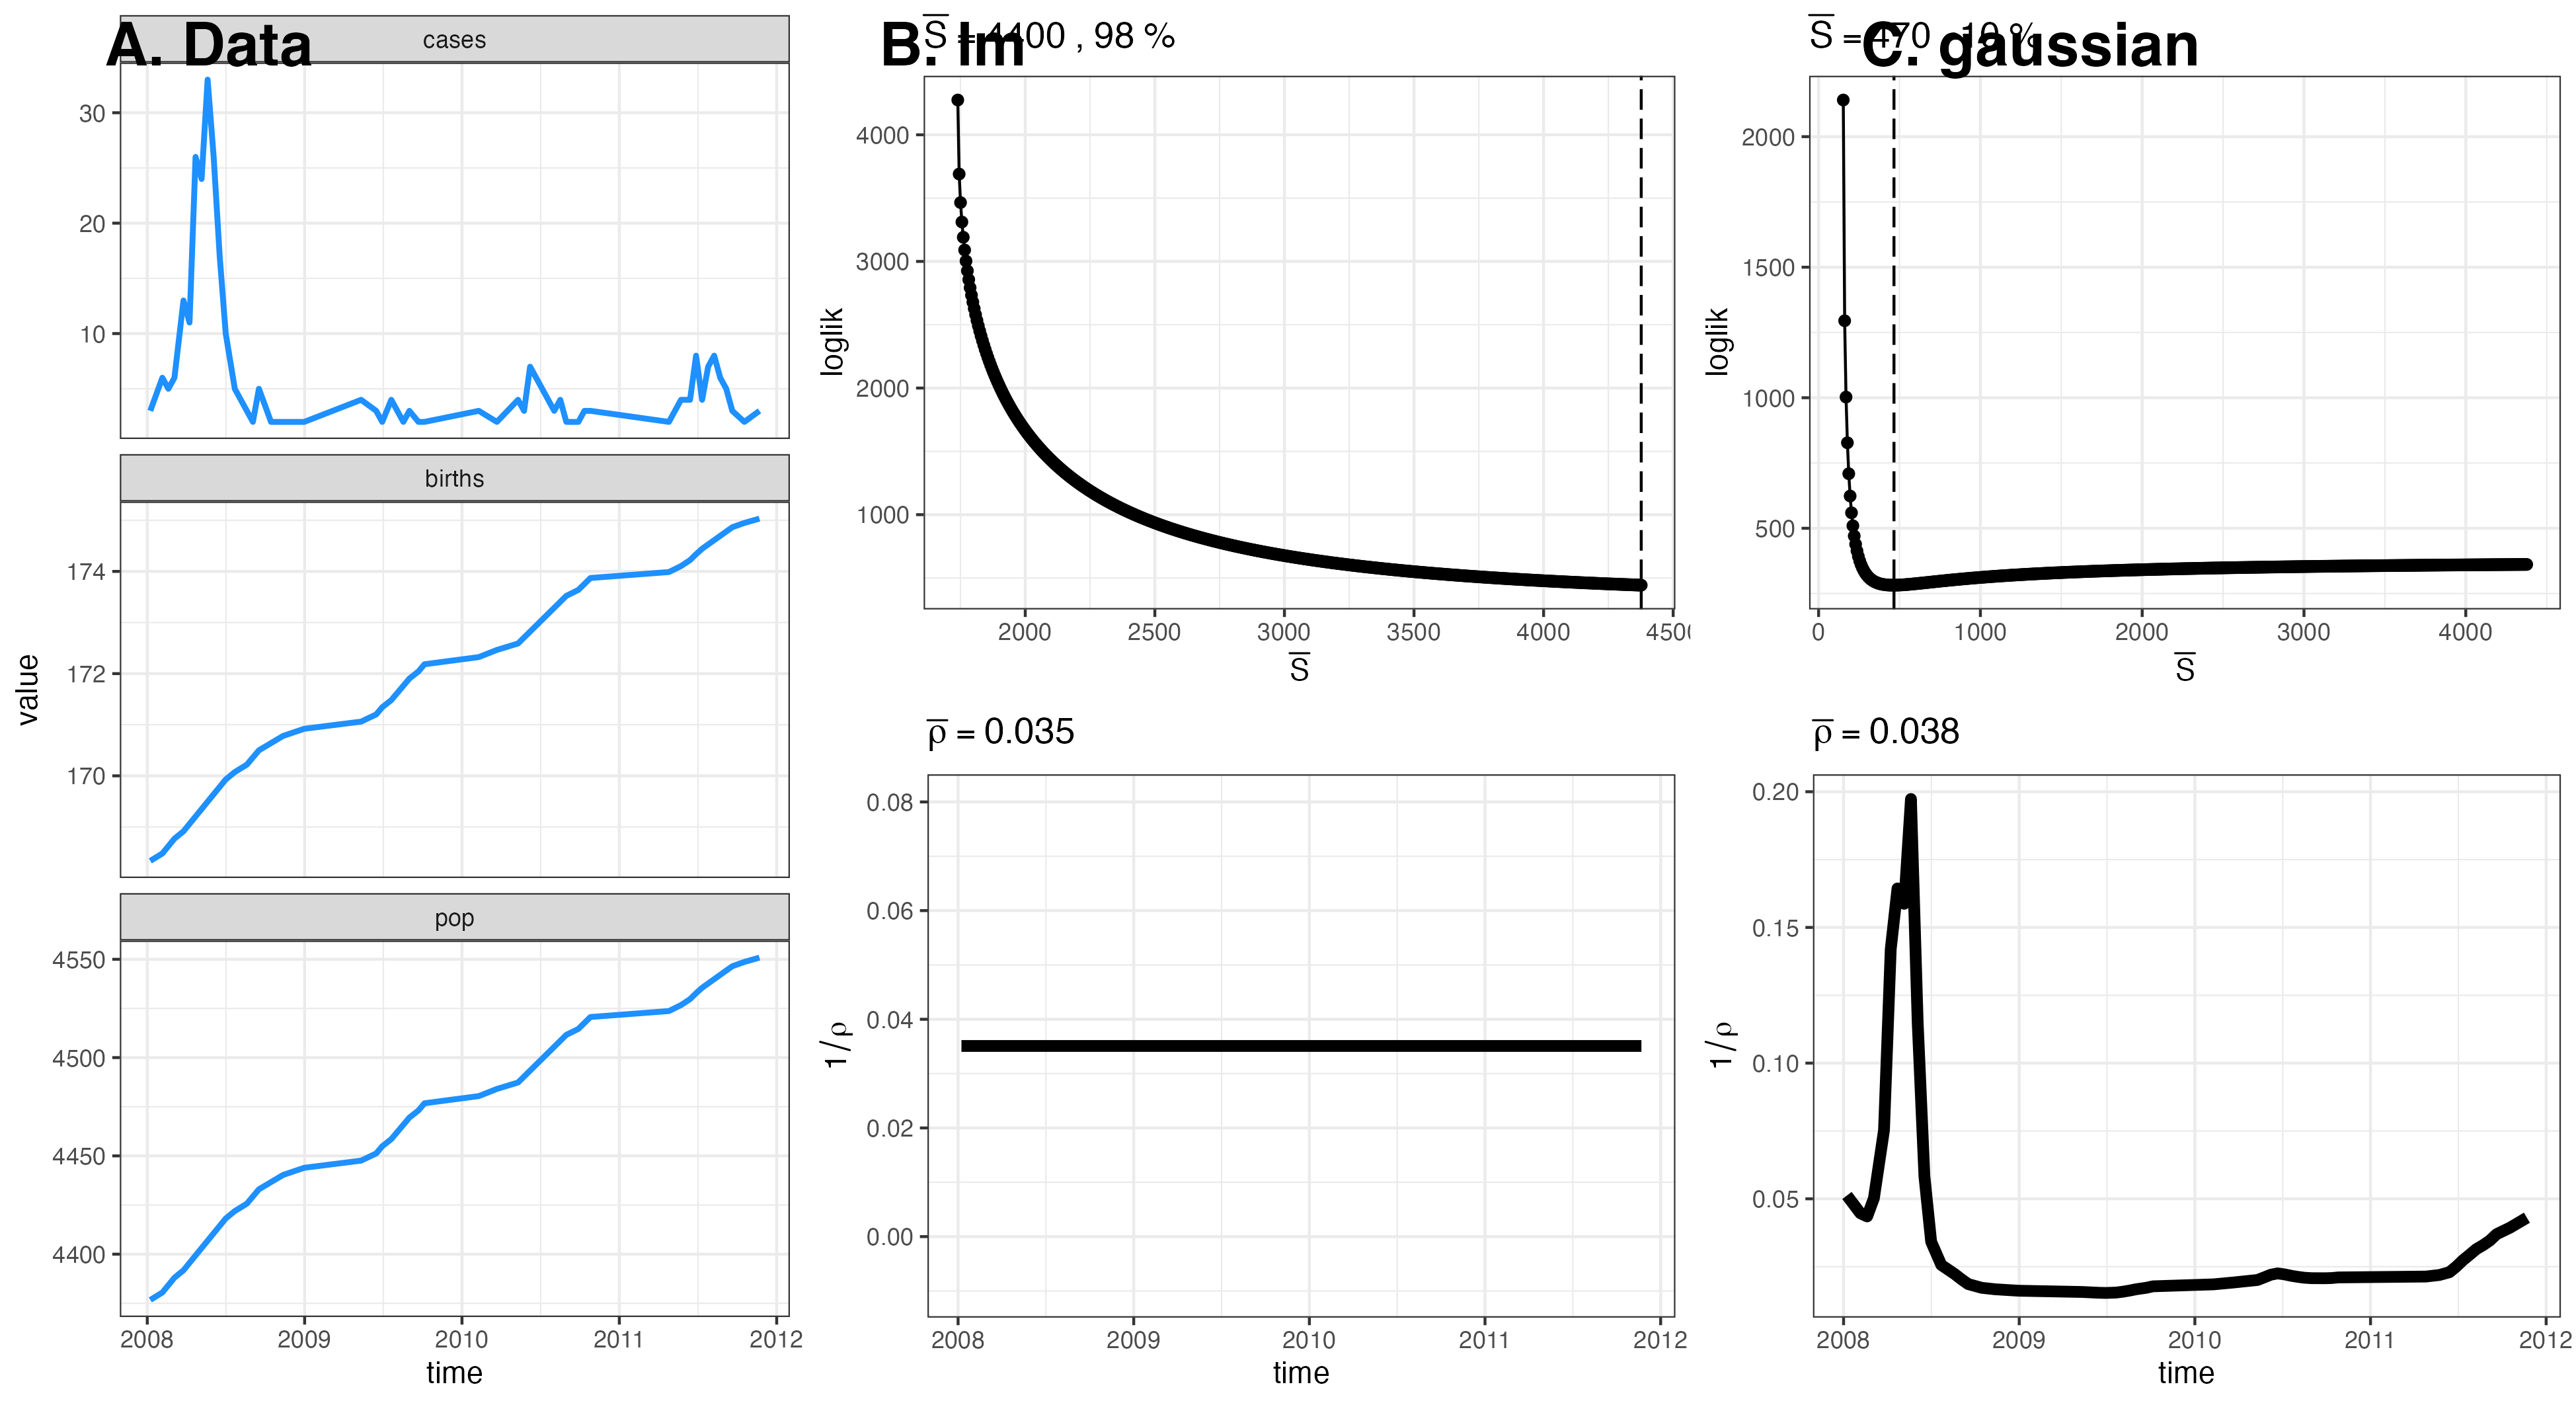 A. Data
cases
30
20
10
births
174
172
170
value
pop
4550
4500
4450
4400
2008 2009 2010 2011 2012
time
B. lm
S̅ = 4400 , 98 %
4000
3000
2000
1000
loglik
2000 2500 3000 3500 4000
S̅
ρ̅ = 0.035
0.08
0.06
0.04
0.02
0.00
1/ρ
2008 2009 2010 2011 2012
time
C. gaussian
S̅ = 470 , %
2000
1500
1000
500
loglik
0 1000 2000 3000 4000
S̅
ρ̅ = 0.038
0.20
0.15
0.10
0.05
1/ρ
2008 2009 2010 2011 2012
time